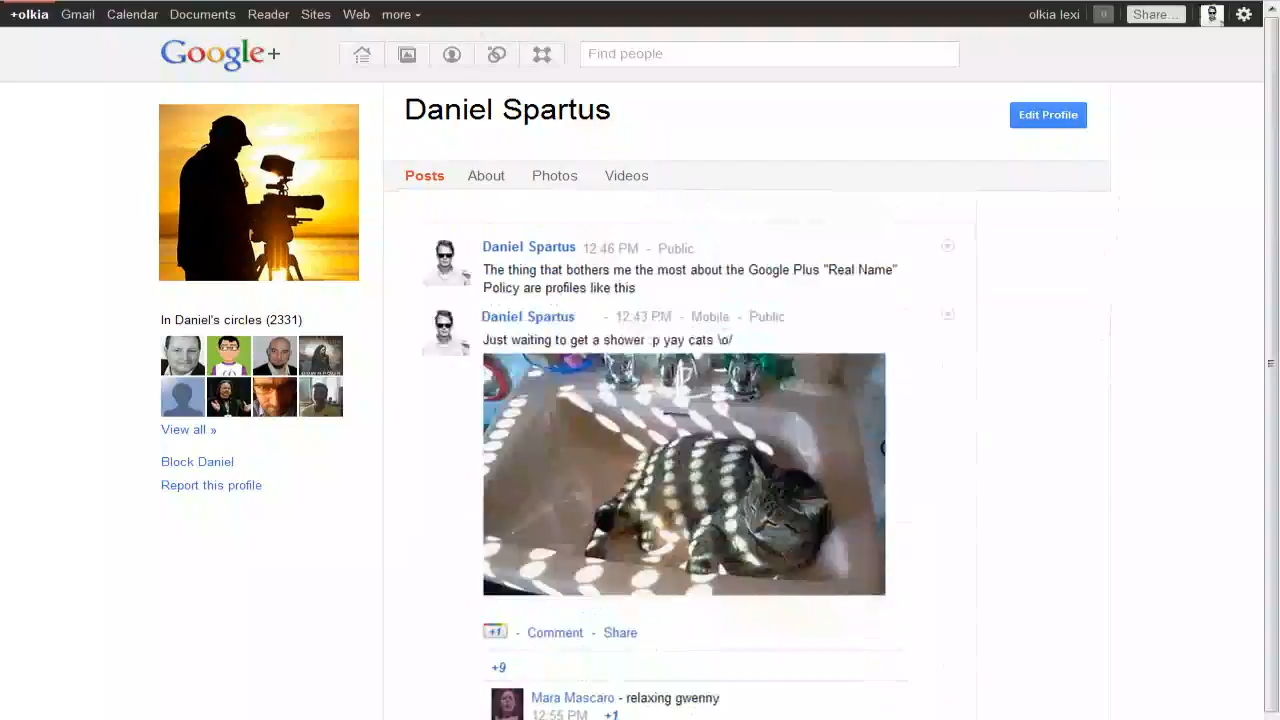 +olkia Gmail Calendar Documents Reader Sites Web more olkia lexi 0 Share...
Google+ Find people
Daniel Spartus
Edit Profile
Posts About Photos Videos
Daniel Spartus 12:46 PM - Public
The thing that bothers me the most about the Google Plus "Real Name"
Policy are profiles like this
Daniel Spartus - 12:43 PM - Mobile - Public
Just waiting to get a shower :p yay cats \o/
In Daniel's circles (2331)
View all »
Block Daniel
Report this profile
+1 - Comment - Share
+9
Mara Mascaro - relaxing gwenny
12:55 PM +1